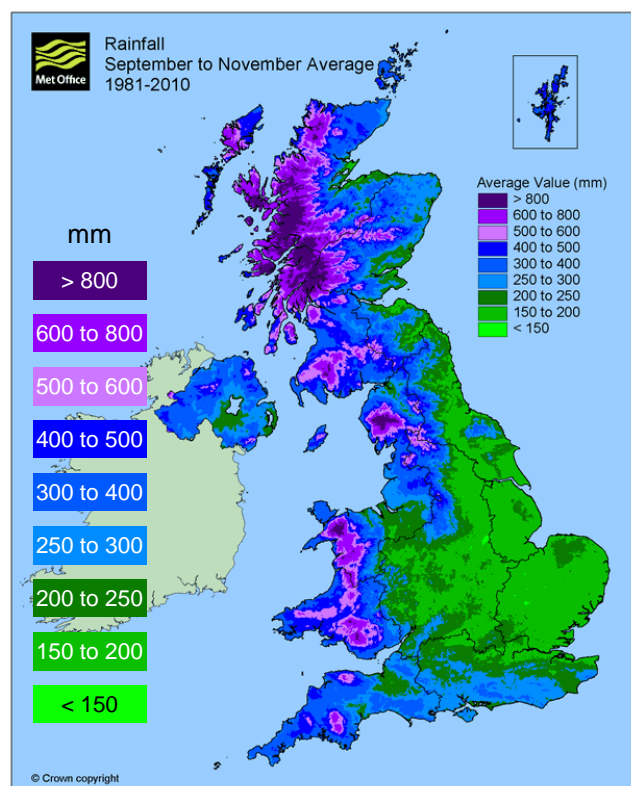 Met Office
Rainfall
September to November Average
1981-2010
Average Value (mm)
> 800
600 to 800
500 to 600
400 to 500
300 to 400
250 to 300
200 to 250
150 to 200
< 150
mm
> 800
600 to 800
500 to 600
400 to 500
300 to 400
250 to 300
200 to 250
150 to 200
< 150
© Crown copyright